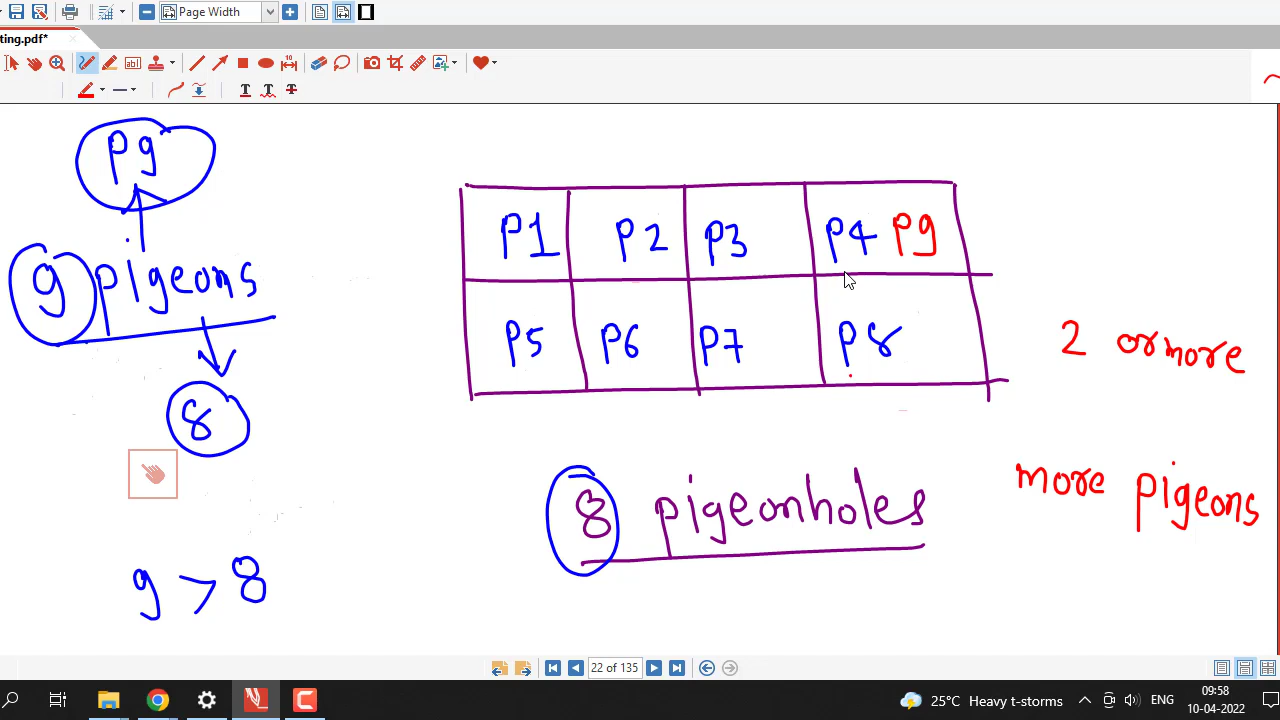 Page Width
ting.pdf*
10
T T T
p9
9 pigeons
8
9 > 8
p1 p2 p3 p4 p9
p5 p6 p7 p8
8 pigeonholes
2 or more
more pigeons
22 of 135
25°C Heavy t-storms
ENG
09:58
10-04-2022